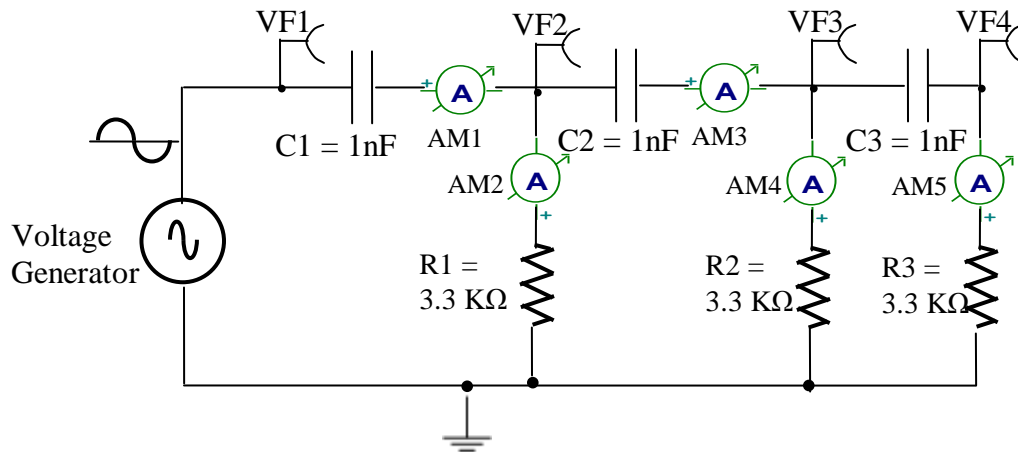 VF1
VF2
VF3
VF4
+
A
+
A
AM1
C1 = 1nF
C2 = 1nF
AM3
C3 = 1nF
AM2
A
+
AM4
A
+
AM5
A
+
Voltage
Generator
R1 =
3.3 KΩ
R2 =
3.3 KΩ
R3 =
3.3 KΩ